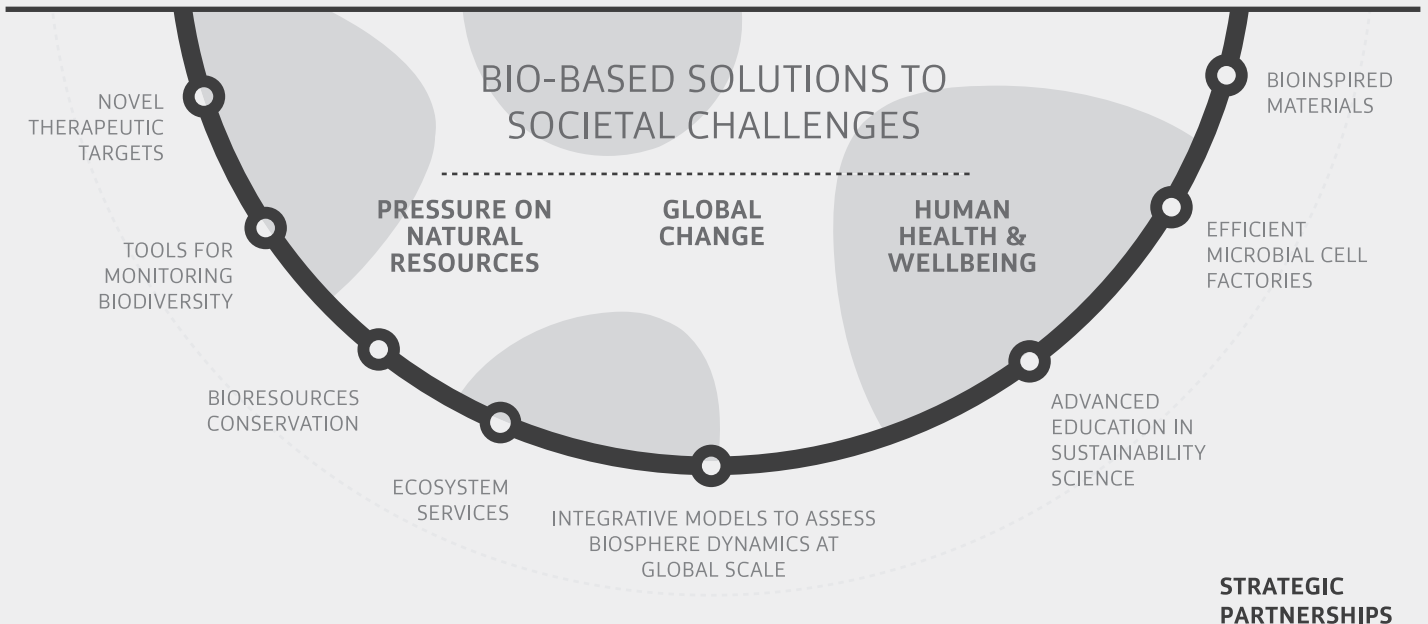 BIO-BASED SOLUTIONS TO
SOCIETAL CHALLENGES
PRESSURE ON
NATURAL
RESOURCES
GLOBAL
CHANGE
HUMAN
HEALTH &
WELLBEING
NOVEL
THERAPEUTIC
TARGETS
TOOLS FOR
MONITORING
BIODIVERSITY
BIORESOURCES
CONSERVATION
ECOSYSTEM
SERVICES
INTEGRATIVE MODELS TO ASSESS
BIOSPHERE DYNAMICS AT
GLOBAL SCALE
ADVANCED
EDUCATION IN
SUSTAINABILITY
SCIENCE
EFFICIENT
MICROBIAL CELL
FACTORIES
BIOINSPIRED
MATERIALS
STRATEGIC
PARTNERSHIPS